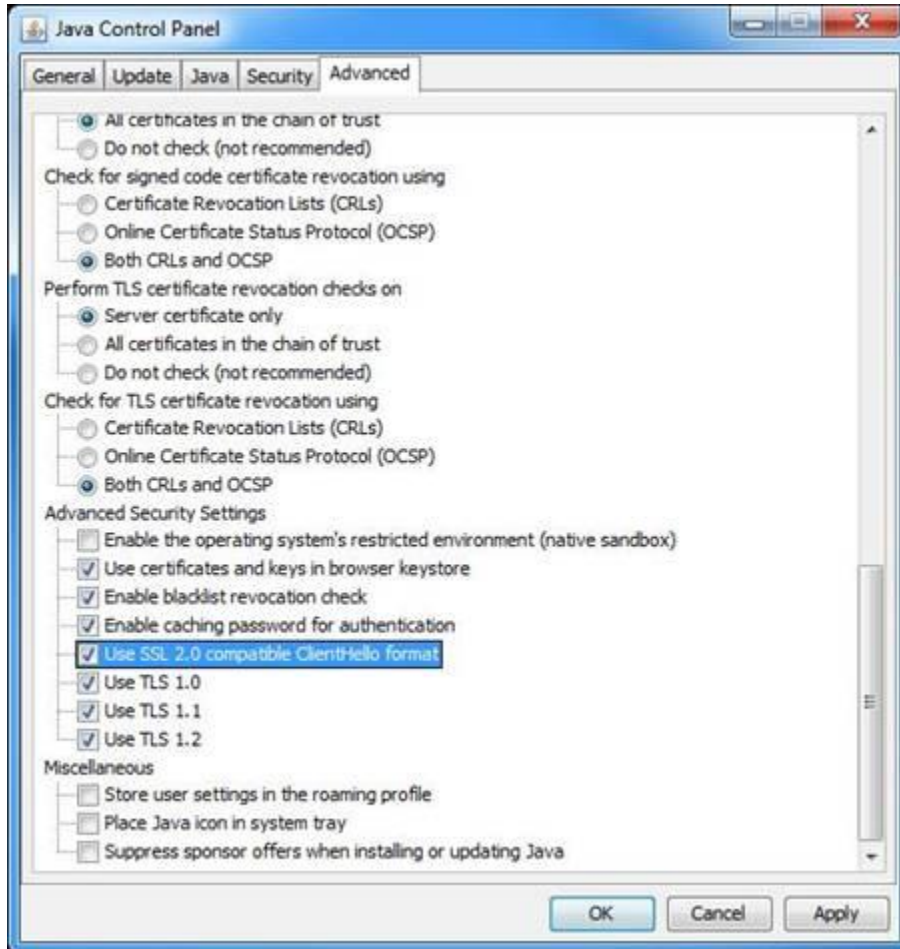 Java Control Panel
General Update Java Security Advanced
All certificates in the chain of trust
Do not check (not recommended)
Check for signed code certificate revocation using
Certificate Revocation Lists (CRLs)
Online Certificate Status Protocol (OCSP)
Both CRLs and OCSP
Perform TLS certificate revocation checks on
Server certificate only
All certificates in the chain of trust
Do not check (not recommended)
Check for TLS certificate revocation using
Certificate Revocation Lists (CRLs)
Online Certificate Status Protocol (OCSP)
Both CRLs and OCSP
Advanced Security Settings
Enable the operating system's restricted environment (native sandbox)
Use certificates and keys in browser keystore
Enable blacklist revocation check
Enable caching password for authentication
Use SSL 2.0 compatible ClientHello format
Use TLS 1.0
Use TLS 1.1
Use TLS 1.2
Miscellaneous
Store user settings in the roaming profile
Place Java icon in system tray
Suppress sponsor offers when installing or updating Java
OK Cancel Apply